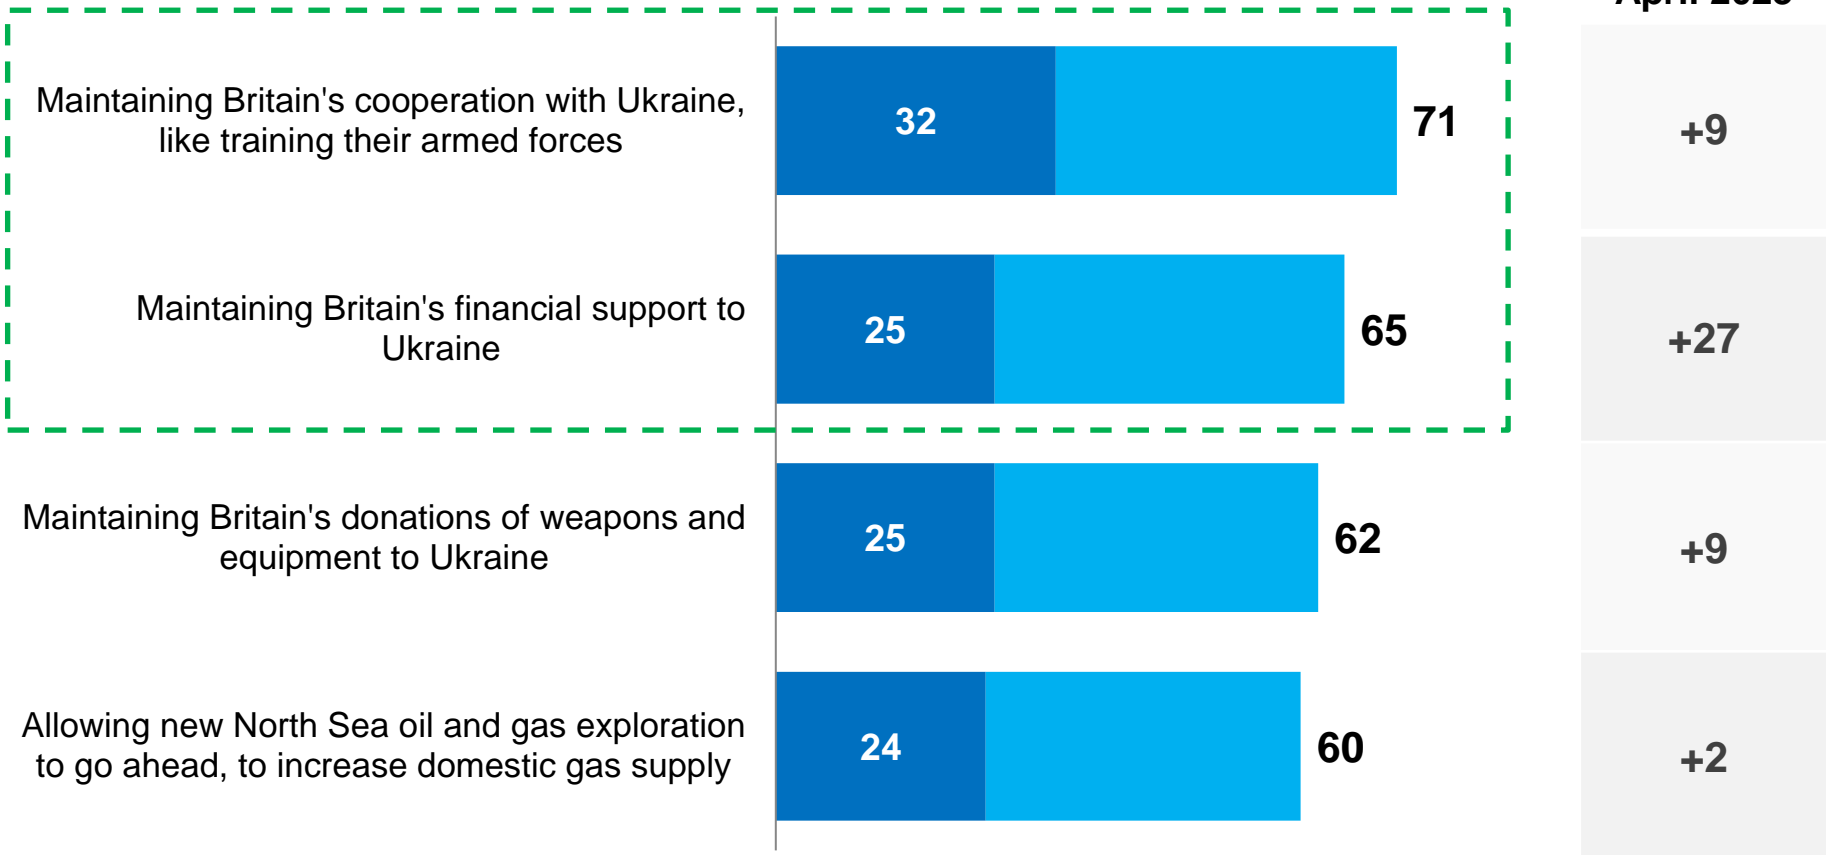 Maintaining Britain's cooperation with Ukraine,
like training their armed forces
32
71
+9
Maintaining Britain's financial support to
Ukraine
25
65
+27
Maintaining Britain's donations of weapons and
equipment to Ukraine
25
62
+9
Allowing new North Sea oil and gas exploration
to go ahead, to increase domestic gas supply
24
60
+2